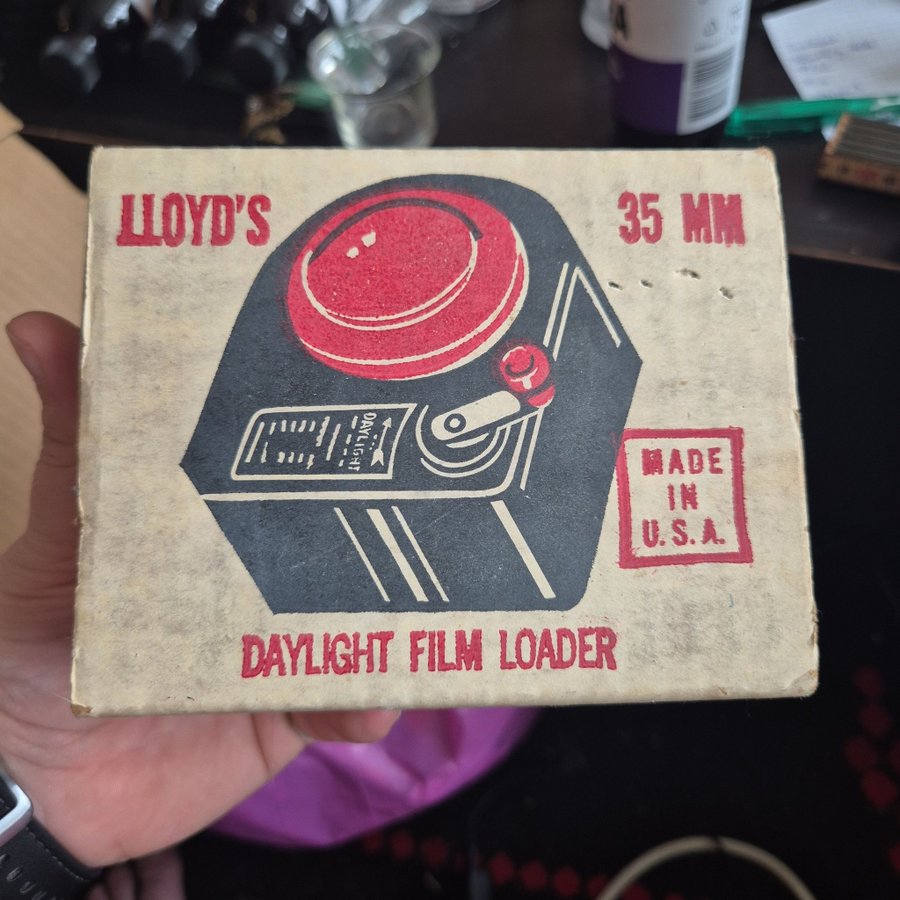 LLOYD'S
35 MM
DAYLIGHT
MADE
IN
U.S.A.
DAYLIGHT FILM LOADER